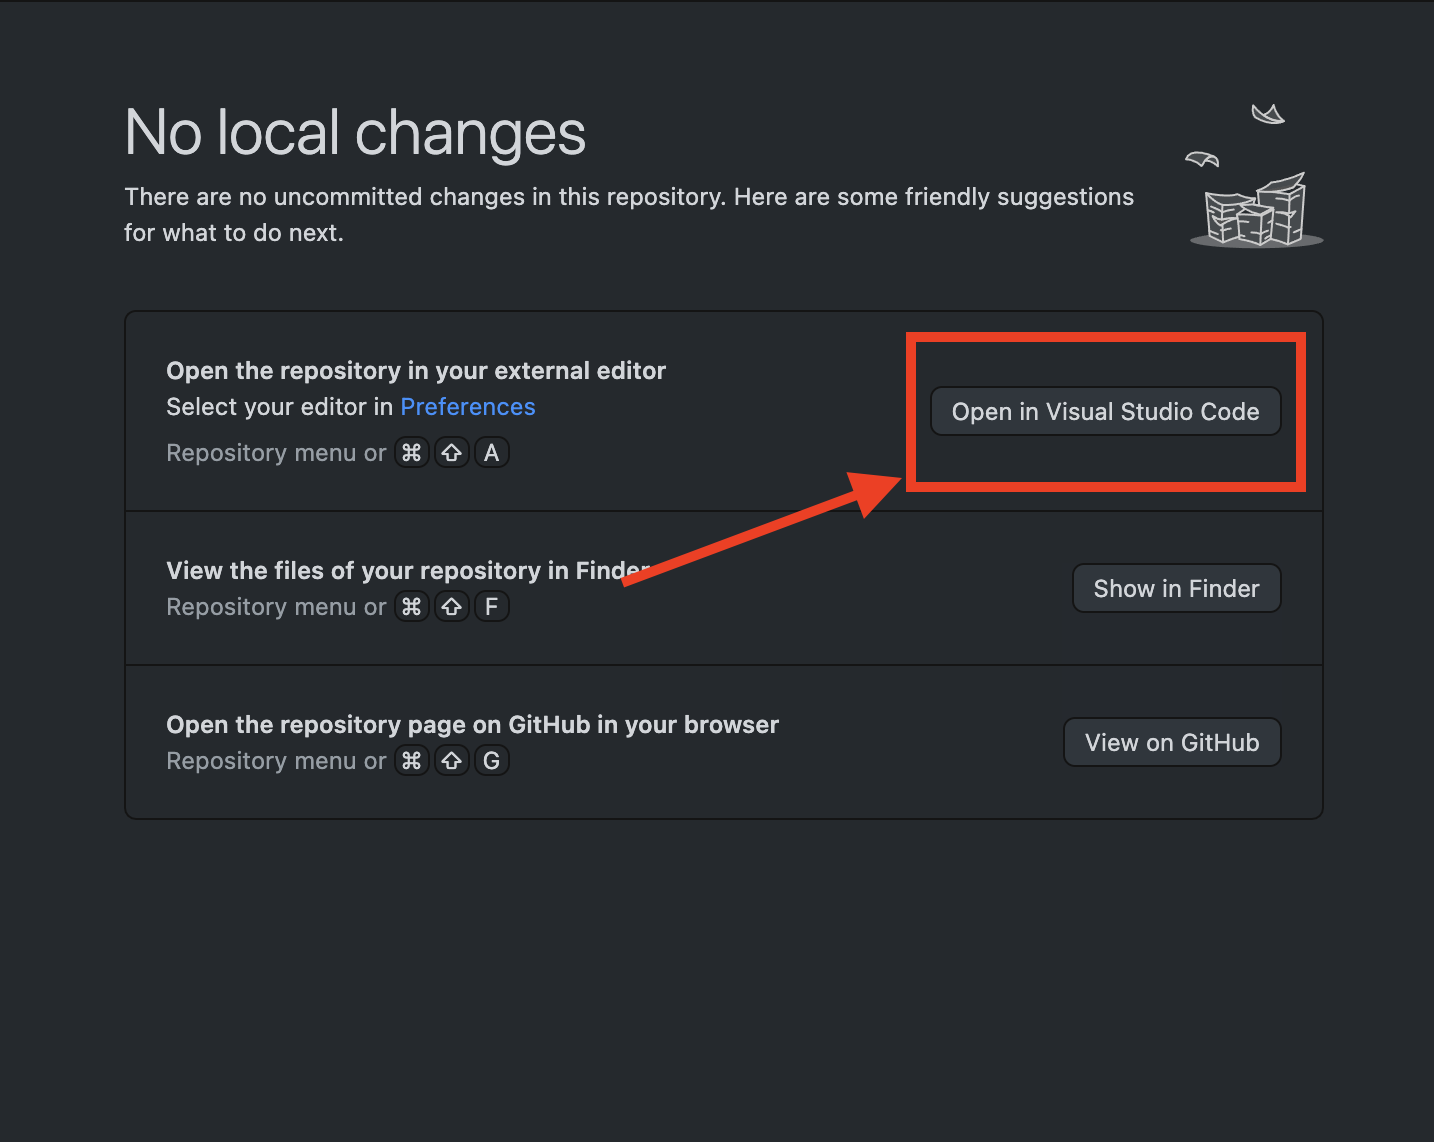 No local changes
There are no uncommitted changes in this repository. Here are some friendly suggestions
for what to do next.
Open the repository in your external editor
Select your editor in Preferences
Repository menu or ⌘ ⇧ A
Open in Visual Studio Code
View the files of your repository in Finder
Repository menu or ⌘ ⇧ F
Show in Finder
Open the repository page on GitHub in your browser
Repository menu or ⌘ ⇧ G
View on GitHub